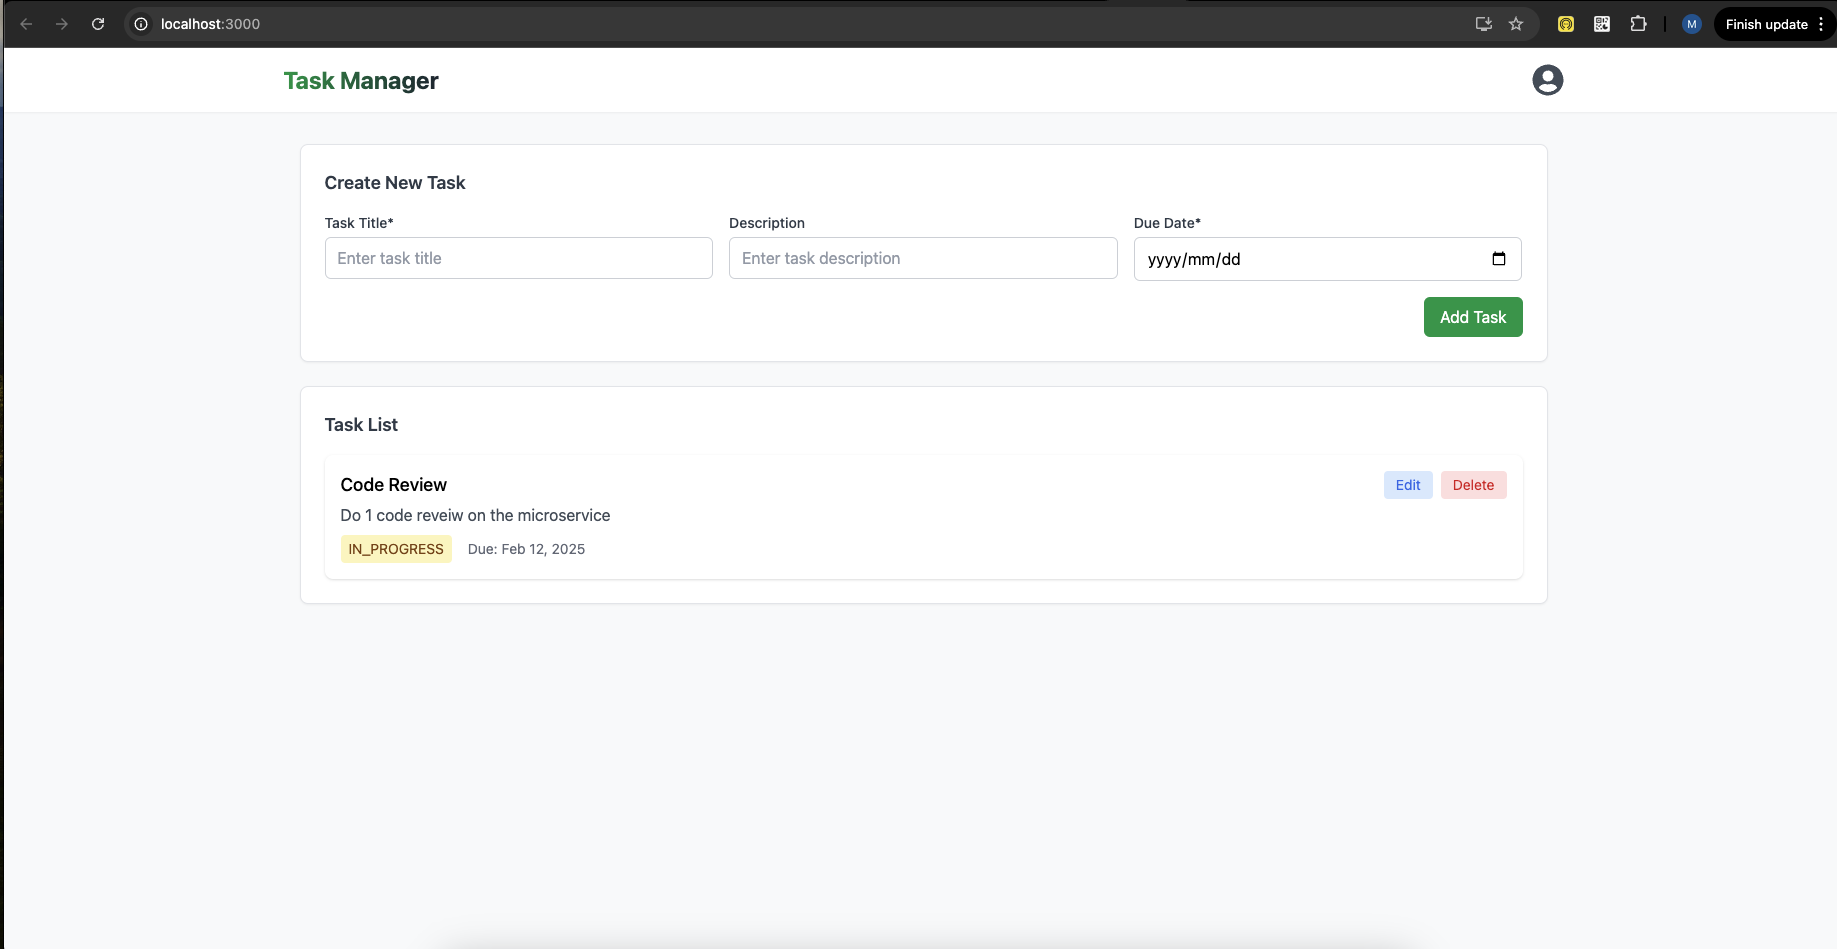 localhost:3000
M
Finish update
Task Manager
Create New Task
Task Title*
Description
Due Date*
Enter task title
Enter task description
yyyy/mm/dd
Add Task
Task List
Code Review
Edit
Delete
Do 1 code reveiw on the microservice
IN_PROGRESS
Due: Feb 12, 2025